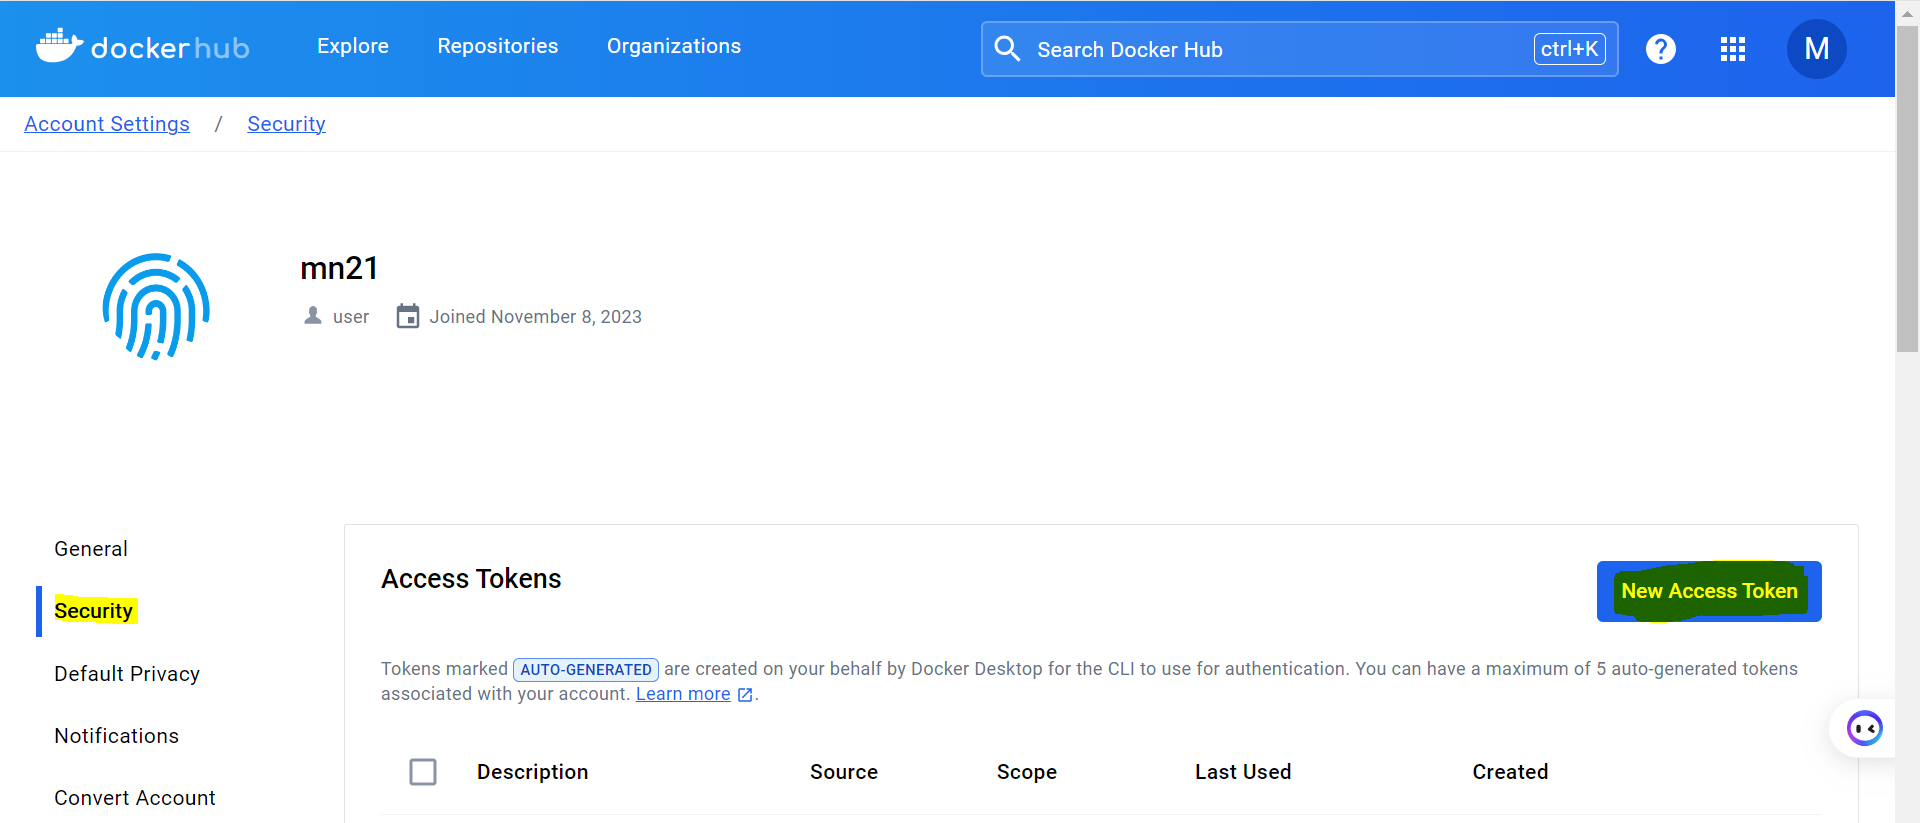 dockerhub Explore Repositories Organizations Search Docker Hub ctrl+K ? M
Account Settings / Security
mn21
user Joined November 8, 2023
General
Security
Default Privacy
Notifications
Convert Account
Access Tokens New Access Token
Tokens marked AUTO-GENERATED are created on your behalf by Docker Desktop for the CLI to use for authentication. You can have a maximum of 5 auto-generated tokens
associated with your account. Learn more .
Description Source Scope Last Used Created